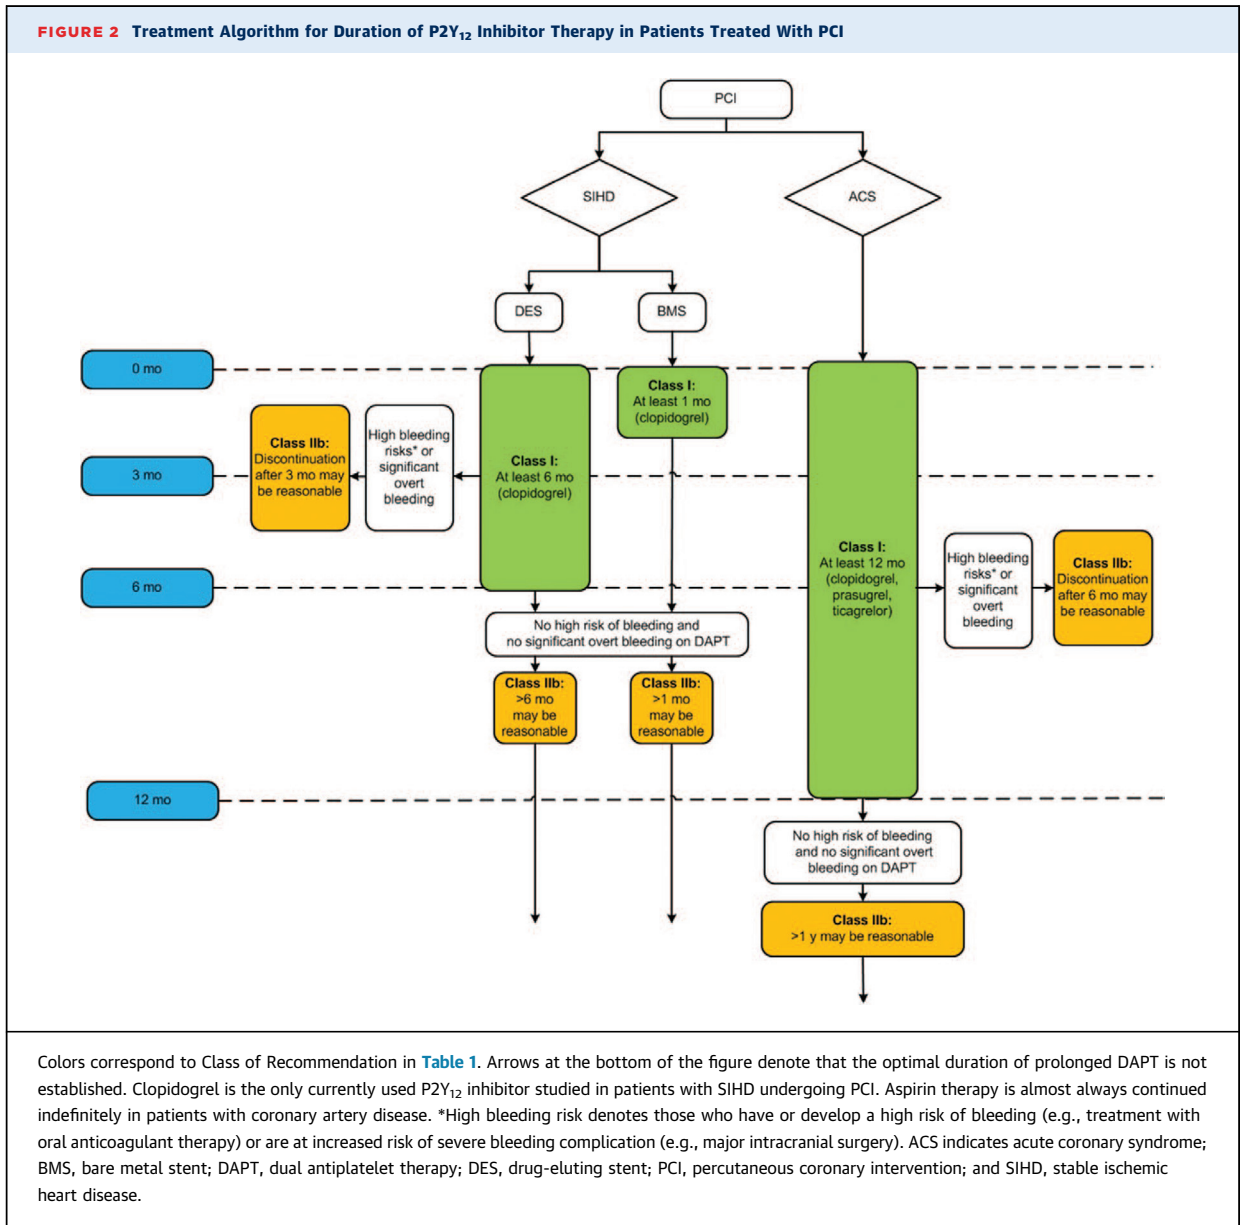 FIGURE 2 Treatment Algorithm for Duration of P2Y12 Inhibitor Therapy in Patients Treated With PCI
PCI
SIHD
ACS
DES
BMS
0 mo
3 mo
6 mo
12 mo
Class IIb:
Discontinuation
after 3 mo may
be reasonable
High bleeding
risks* or
significant
overt
bleeding
Class I:
At least 6 mo
(clopidogrel)
Class I:
At least 1 mo
(clopidogrel)
Class I:
At least 12 mo
(clopidogrel,
prasugrel,
ticagrelor)
High bleeding
risks* or
significant
overt
bleeding
Class IIb:
Discontinuation
after 6 mo may
be reasonable
No high risk of bleeding and
no significant overt bleeding on DAPT
Class IIb:
>6 mo
may be
reasonable
Class IIb:
>1 mo
may be
reasonable
No high risk of bleeding
and no significant overt
bleeding on DAPT
Class IIb:
>1 y may be reasonable
Colors correspond to Class of Recommendation in Table 1. Arrows at the bottom of the figure denote that the optimal duration of prolonged DAPT is not
established. Clopidogrel is the only currently used P2Y12 inhibitor studied in patients with SIHD undergoing PCI. Aspirin therapy is almost always continued
indefinitely in patients with coronary artery disease. *High bleeding risk denotes those who have or develop a high risk of bleeding (e.g., treatment with
oral anticoagulant therapy) or are at increased risk of severe bleeding complication (e.g., major intracranial surgery). ACS indicates acute coronary syndrome;
BMS, bare metal stent; DAPT, dual antiplatelet therapy; DES, drug-eluting stent; PCI, percutaneous coronary intervention; and SIHD, stable ischemic
heart disease.